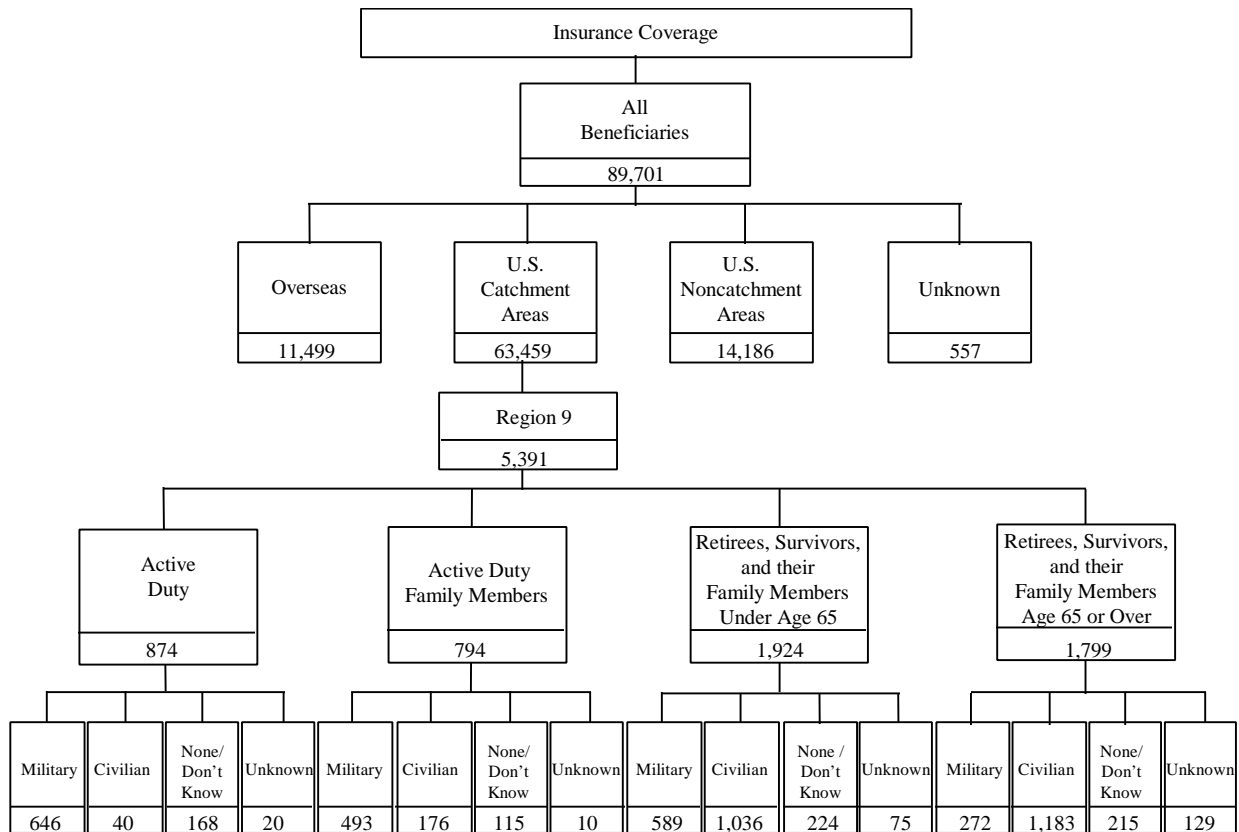 Insurance Coverage
All
Beneficiaries
89,701
Overseas
11,499
U.S.
Catchment
Areas
63,459
U.S.
Noncatchment
Areas
14,186
Unknown
557
Region 9
5,391
Active
Duty
874
Active Duty
Family Members
794
Retirees, Survivors,
and their
Family Members
Under Age 65
1,924
Retirees, Survivors,
and their
Family Members
Age 65 or Over
1,799
Military
646
Civilian
40
None/
Don't
Know
168
Unknown
20
Military
493
Civilian
176
None/
Don't
Know
115
Unknown
10
Military
589
Civilian
1,036
None /
Don't
Know
224
Unknown
75
Military
272
Civilian
1,183
None/
Don't
Know
215
Unknown
129